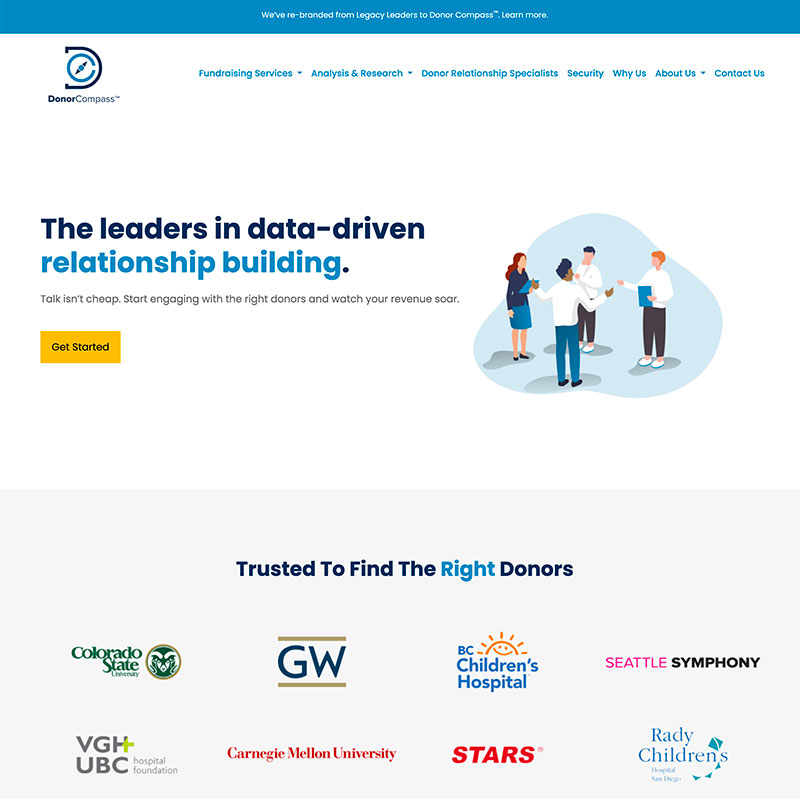 We've re-branded from Legacy Leaders to Donor Compass™. Learn more.
DonorCompass™
Fundraising Services Analysis & Research Donor Relationship Specialists Security Why Us About Us Contact Us
The leaders in data-driven
relationship building.
Talk isn't cheap. Start engaging with the right donors and watch your revenue soar.
Get Started
Trusted To Find The Right Donors
Colorado
State
University
GW
BC
Children's
Hospital
SEATTLE SYMPHONY
VGH+
UBC hospital
foundation
Carnegie Mellon University
STARS®
Rady
Children's
Hospital
San Diego